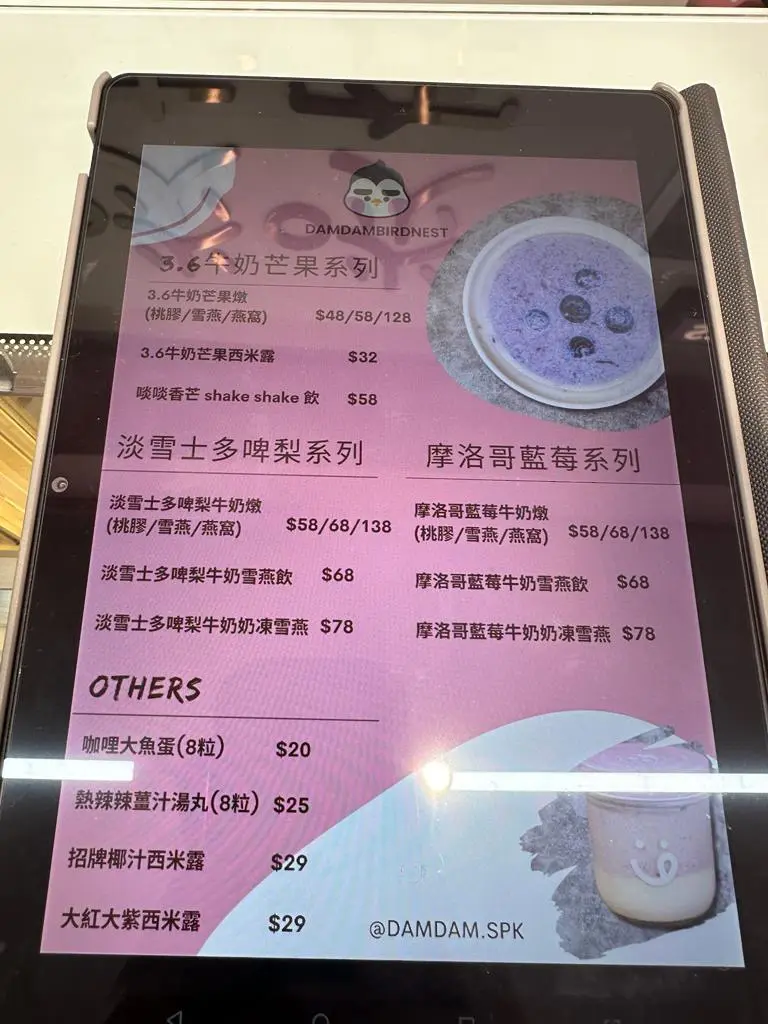 DAMDAMBIRDNEST
3.6牛奶芒果系列
3.6牛奶芒果燉
(桃膠/雪燕/燕窩) $48/58/128
3.6牛奶芒果西米露 $32
啖啖香芒 shake shake 飲 $58
淡雪士多啤梨系列
淡雪士多啤梨牛奶燉
(桃膠/雪燕/燕窩) $58/68/138
淡雪士多啤梨牛奶雪燕飲 $68
淡雪士多啤梨牛奶奶凍雪燕 $78
摩洛哥藍莓系列
摩洛哥藍莓牛奶燉
(桃膠/雪燕/燕窩) $58/68/138
摩洛哥藍莓牛奶雪燕飲 $68
摩洛哥藍莓牛奶奶凍雪燕 $78
OTHERS
咖哩大魚蛋(8粒) $20
熱辣辣薑汁湯丸(8粒) $25
招牌椰汁西米露 $29
大紅大紫西米露 $29
@DAMDAM.SPK